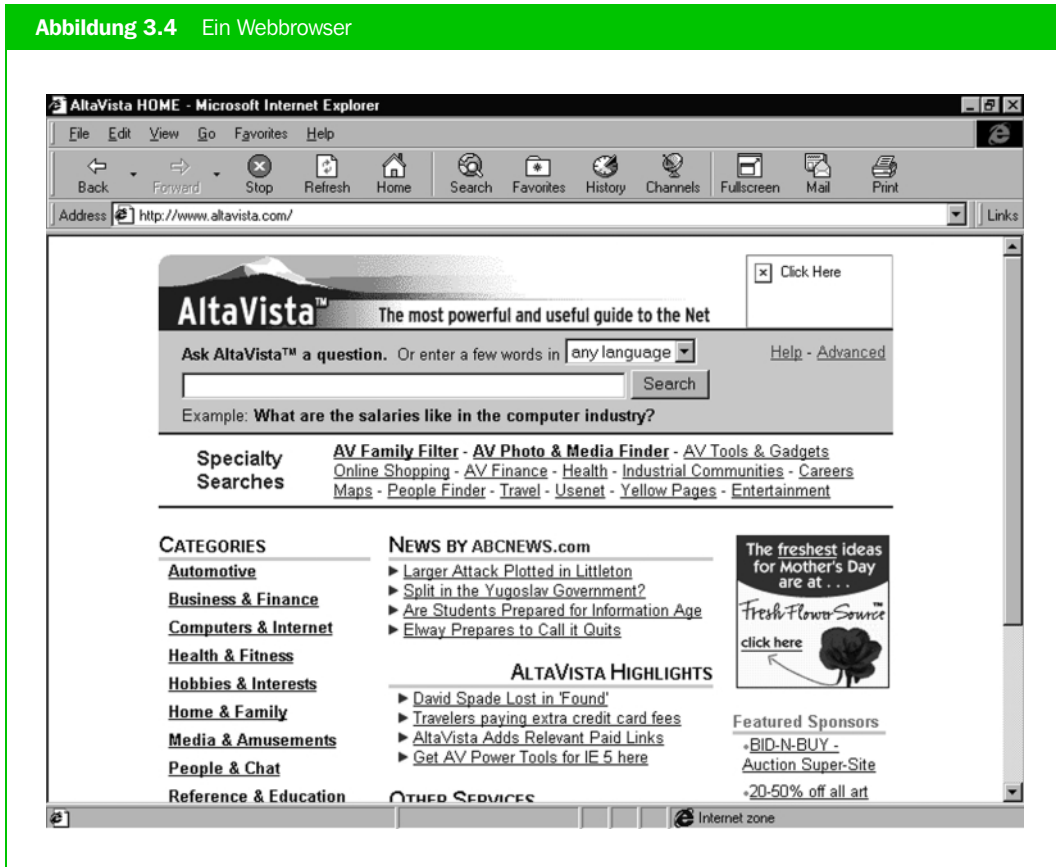 Abbildung 3.4 Ein Webbrowser
AltaVista HOME - Microsoft Internet Explorer
File Edit View Go Favorites Help
Back Forward Stop Refresh Home Search Favorites History Channels Fullscreen Mail Print
Address http://www.altavista.com/ Links
Click Here
AltaVista™ The most powerful and useful guide to the Net
Ask AltaVista™ a question. Or enter a few words in any language Help - Advanced
Search
Example: What are the salaries like in the computer industry?
Specialty Searches
AV Family Filter - AV Photo & Media Finder - AV Tools & Gadgets
Online Shopping - AV Finance - Health - Industrial Communities - Careers
Maps - People Finder - Travel - Usenet - Yellow Pages - Entertainment
CATEGORIES
Automotive
Business & Finance
Computers & Internet
Health & Fitness
Hobbies & Interests
Home & Family
Media & Amusements
People & Chat
Reference & Education
NEWS BY ABCNEWS.com
Larger Attack Plotted in Littleton
Split in the Yugoslav Government?
Are Students Prepared for Information Age
Elway Prepares to Call it Quits
ALTAVISTA HIGHLIGHTS
David Spade Lost in 'Found'
Travelers paying extra credit card fees
AltaVista Adds Relevant Paid Links
Get AV Power Tools for IE 5 here
OTHER SERVICES
The freshest ideas
for Mother's Day
are at . . .
Fresh Flower Source™
click here
Featured Sponsors
BID-N-BUY -
Auction Super-Site
20-50% off all art
Internet zone